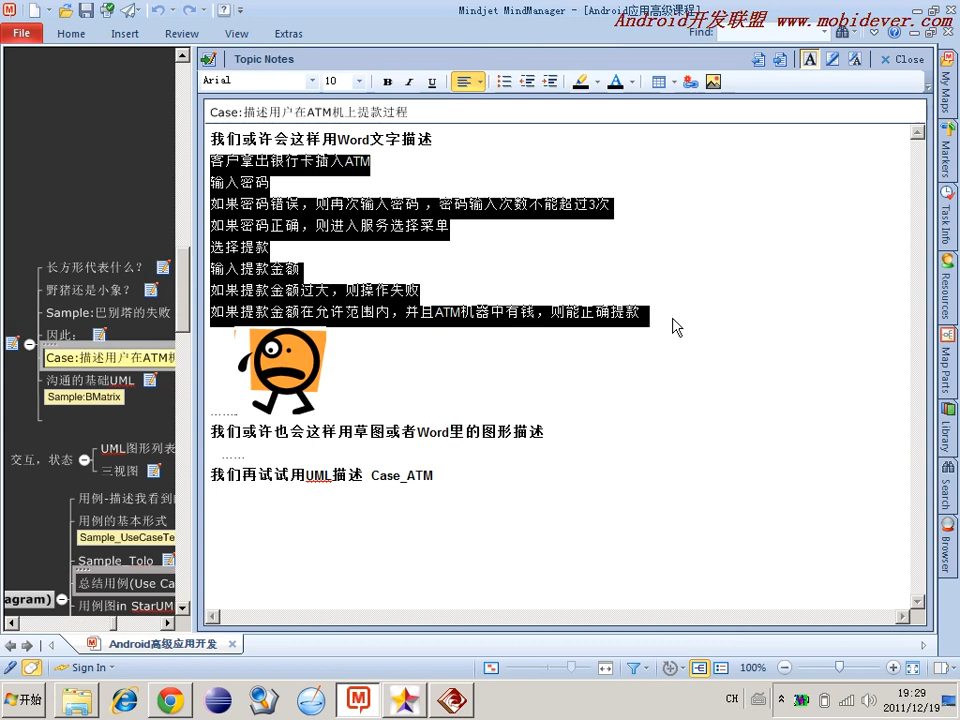 Mindjet MindManager - [Android应用高级课程]
Android开发联盟 www.mobidever.com
File Home Insert Review View Extras Find:
Topic Notes
Close
Arial 10 B I U
Case:描述用户在ATM机上提款过程
我们或许会这样用Word文字描述
客户拿出银行卡插入ATM
输入密码
如果密码错误，则再次输入密码 ，密码输入次数不能超过3次
如果密码正确，则进入服务选择菜单
选择提款
输入提款金额
如果提款金额过大，则操作失败
如果提款金额在允许范围内，并且ATM机器中有钱，则能正确提款
…….
我们或许也会这样用草图或者Word里的图形描述
……
我们再试试用UML描述 Case_ATM
长方形代表什么？
野猪还是小象？
Sample:巴别塔的失败
因此：
Case:描述用户在ATM机
沟通的基础UML
Sample:BMatrix
交互，状态
UML图形列表
三视图
用例-描述我看到
用例的基本形式
Sample_UseCaseTe
Sample_Tolo
总结用例(Use Ca
agram)
用例图in StarUM
My Maps
Markers
Task Info
Resources
Map Parts
Library
Search
Browser
Android高级应用开发
Sign In
100%
开始
CH
19:29
2011/12/19